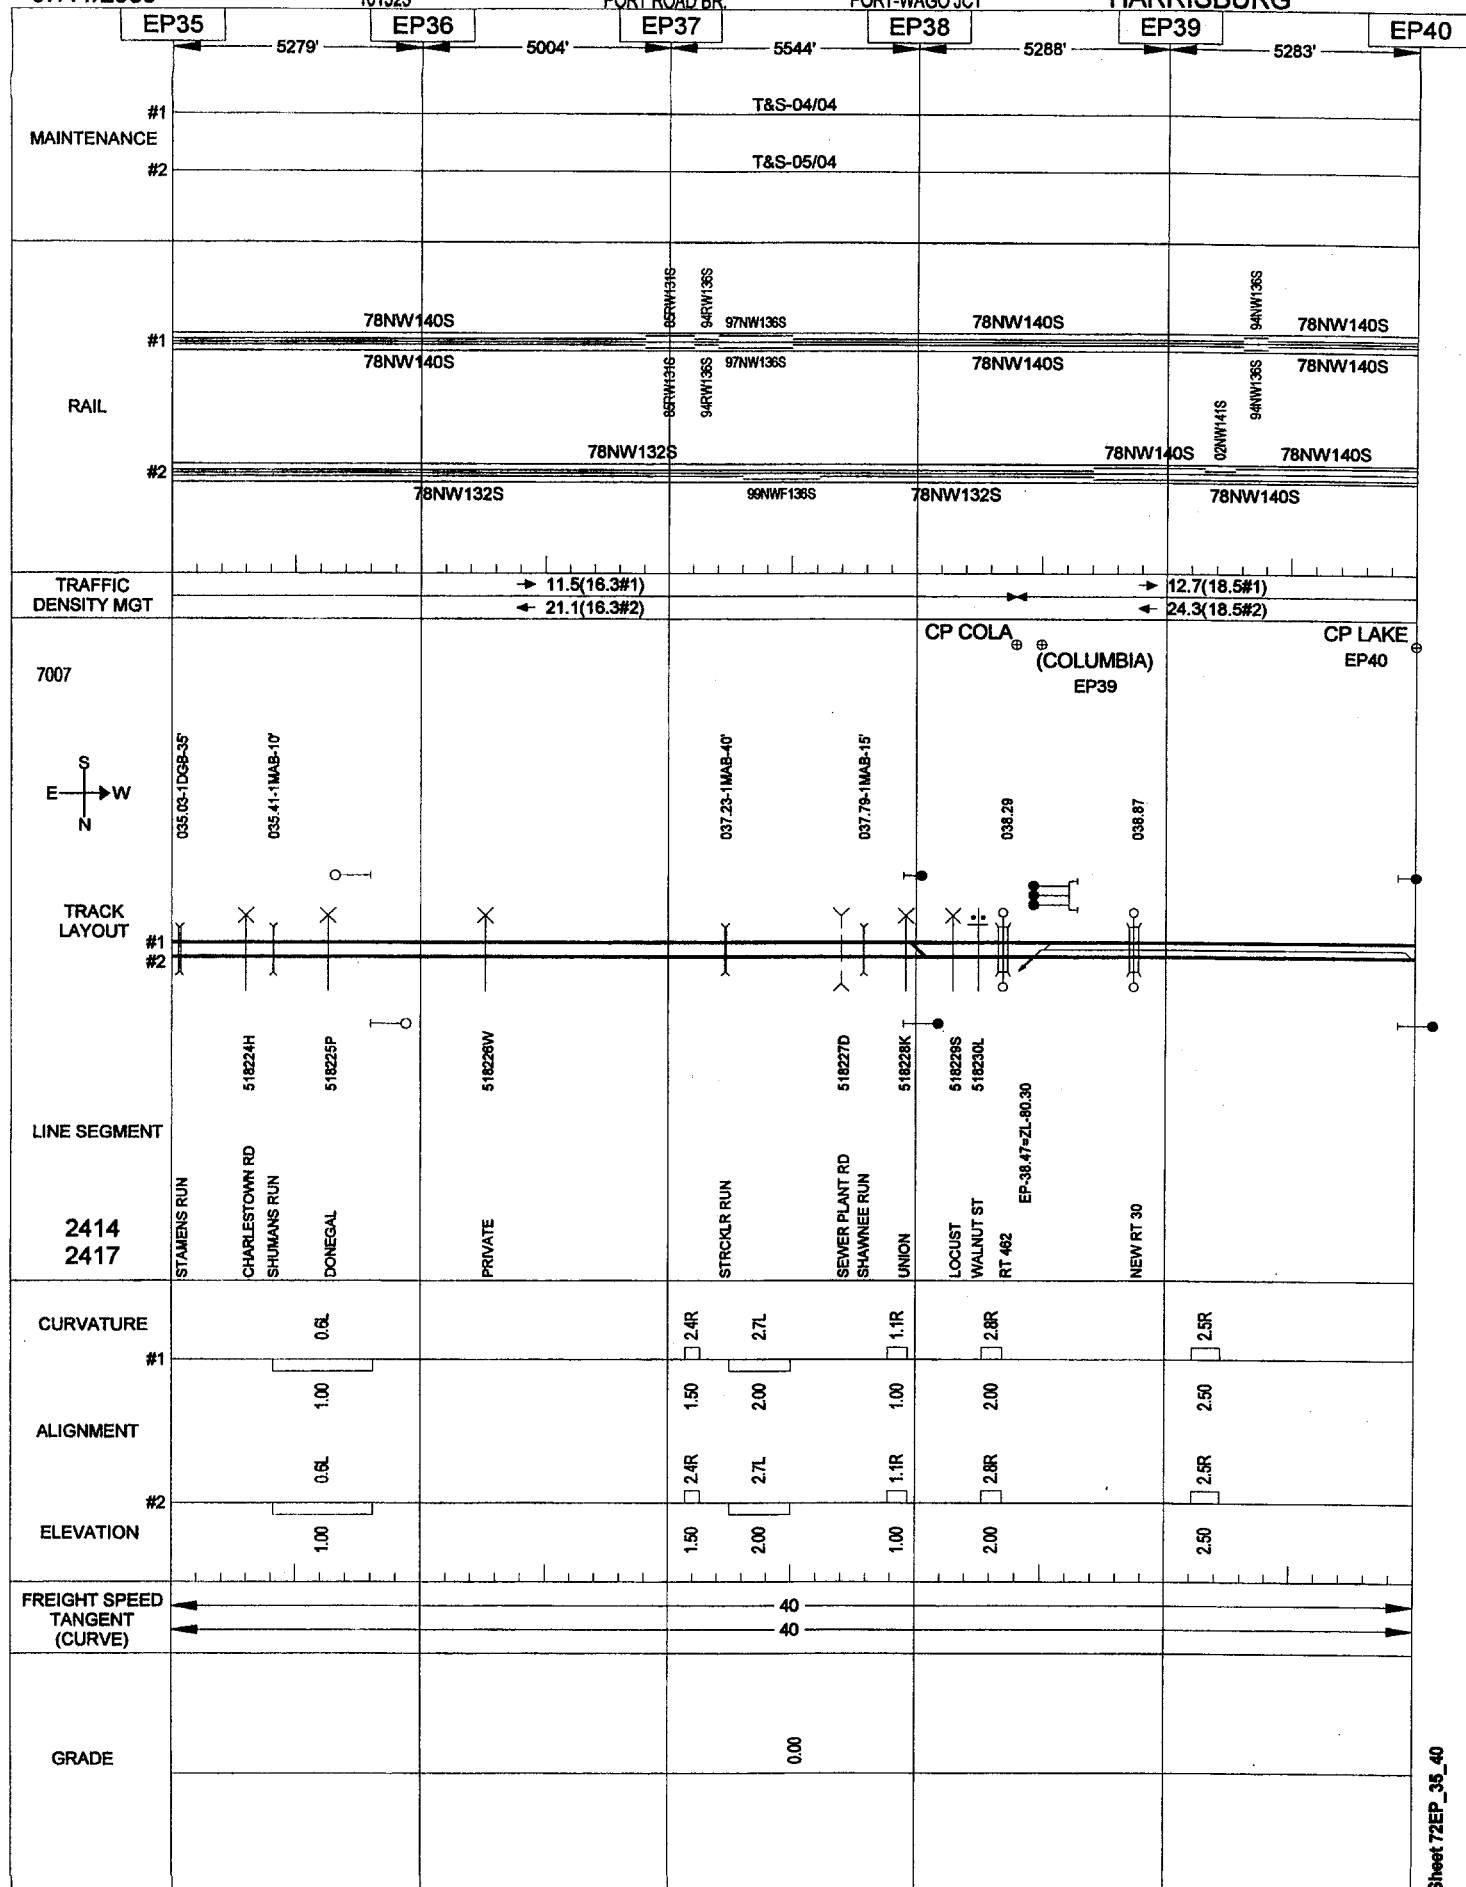 PORT ROAD BR.
PORT-WAGO JCT
HARRISBURG
EP35
EP36
EP37
EP38
EP39
EP40
5279'
5004'
5544'
5288'
5283'
MAINTENANCE
#1
T&S-04/04
#2
T&S-05/04
RAIL
#1
78NW140S
85RW131S
94RW136S
97NW136S
78NW140S
94NW136S
78NW140S
78NW140S
85RW131S
94RW136S
97NW136S
78NW140S
94NW136S
78NW140S
#2
78NW132S
78NW140S
02NW141S
78NW140S
78NW132S
99NWF136S
78NW132S
78NW140S
TRAFFIC
DENSITY MGT
11.5(16.3#1)
12.7(18.5#1)
21.1(16.3#2)
24.3(18.5#2)
CP COLA
(COLUMBIA)
EP39
CP LAKE
EP40
7007
S
E
W
N
035.03-1DGB-35'
035.41-1MAB-10'
037.23-1MAB-40'
037.79-1MAB-15'
038.29
038.87
TRACK
LAYOUT
#1
#2
518224H
518225P
518226W
518227D
518228K
518229S
518230L
EP-38.47=ZL-80.30
LINE SEGMENT
2414
2417
STAMENS RUN
CHARLESTOWN RD
SHUMANS RUN
DONEGAL
PRIVATE
STRCKLR RUN
SEWER PLANT RD
SHAWNEE RUN
UNION
LOCUST
WALNUT ST
RT 462
NEW RT 30
CURVATURE
#1
0.6L
2.4R
2.7L
1.1R
2.8R
2.5R
1.00
1.50
2.00
1.00
2.00
2.50
ALIGNMENT
#2
0.6L
2.4R
2.7L
1.1R
2.8R
2.5R
ELEVATION
1.00
1.50
2.00
1.00
2.00
2.50
FREIGHT SPEED
TANGENT
(CURVE)
40
40
GRADE
0.00
Sheet 72EP_35_40